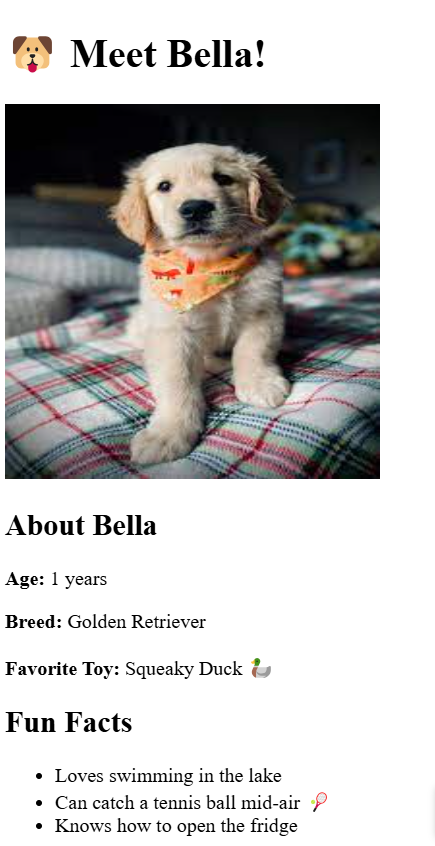 🐶 Meet Bella!
About Bella
Age: 1 years
Breed: Golden Retriever
Favorite Toy: Squeaky Duck 🦆
Fun Facts
• Loves swimming in the lake
• Can catch a tennis ball mid-air 🎾
• Knows how to open the fridge